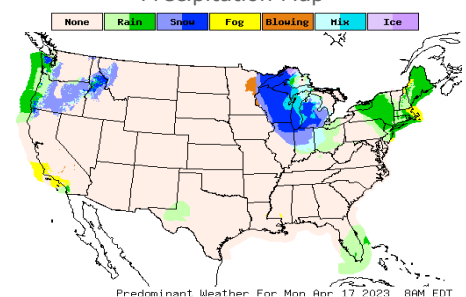 Precipitation Map
None Rain Snow Fog Blowing Mix Ice
Predominant Weather For Mon Apr 17 2023 8AM EDT